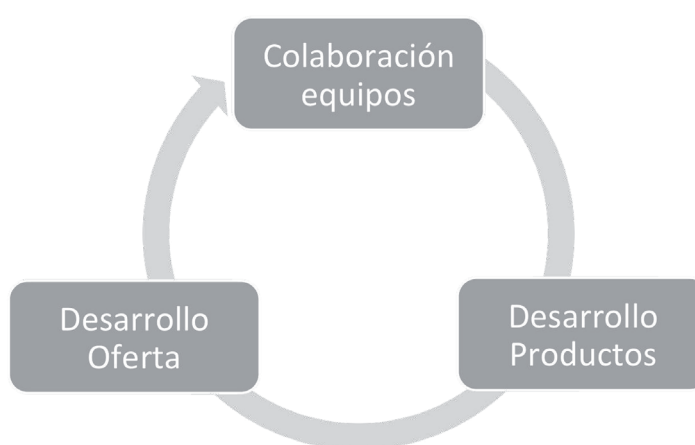 Colaboración
equipos
Desarrollo
Oferta
Desarrollo
Productos